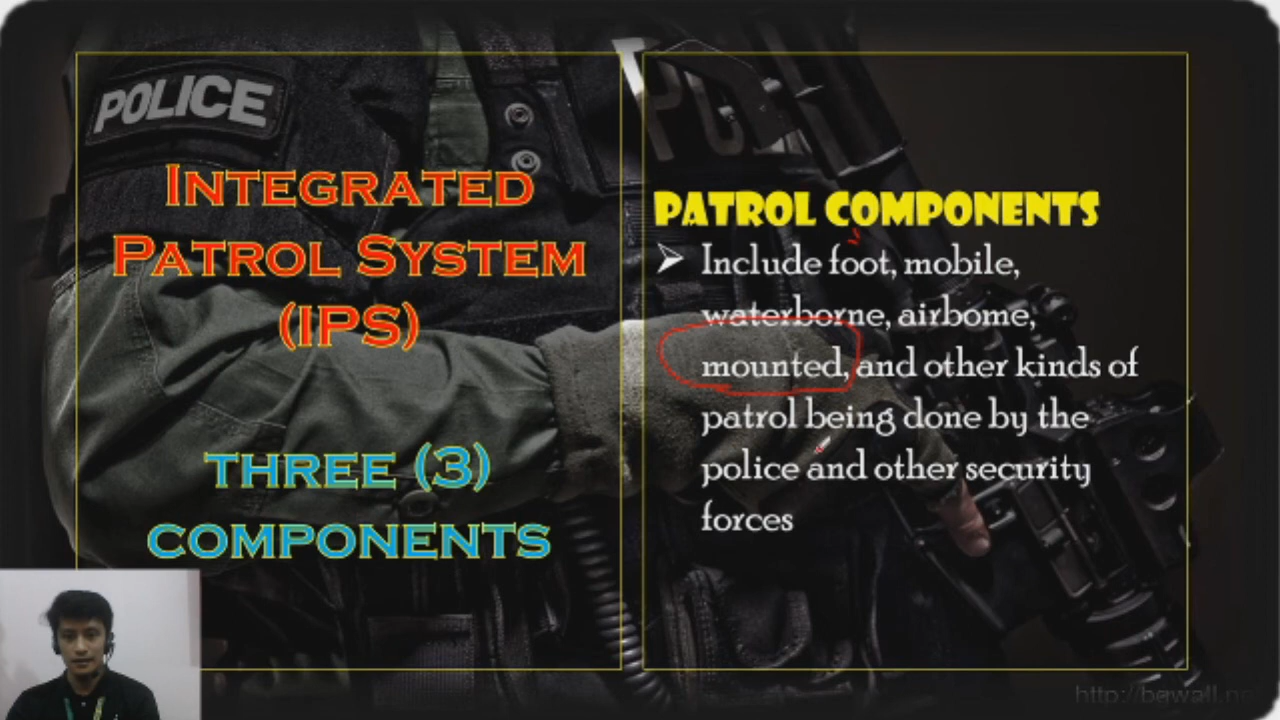 POLICE
INTEGRATED
PATROL SYSTEM
(IPS)
THREE (3)
COMPONENTS
PATROL COMPONENTS
Include foot, mobile,
waterborne, airborne,
mounted, and other kinds of
patrol being done by the
police and other security
forces